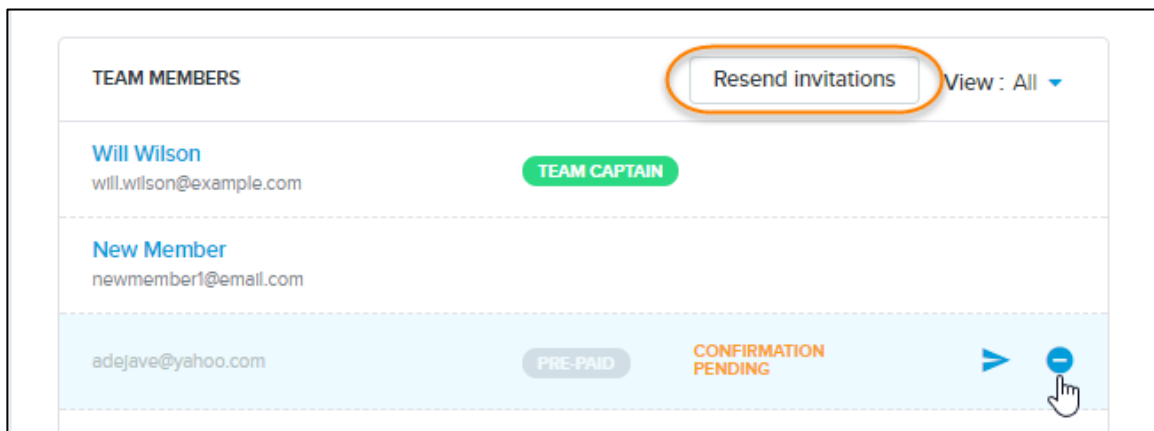 TEAM MEMBERS
Resend invitations
View : All
Will Wilson
TEAM CAPTAIN
will.wilson@example.com
New Member
newmember1@email.com
adejave@yahoo.com
PRE-PAID
CONFIRMATION
PENDING